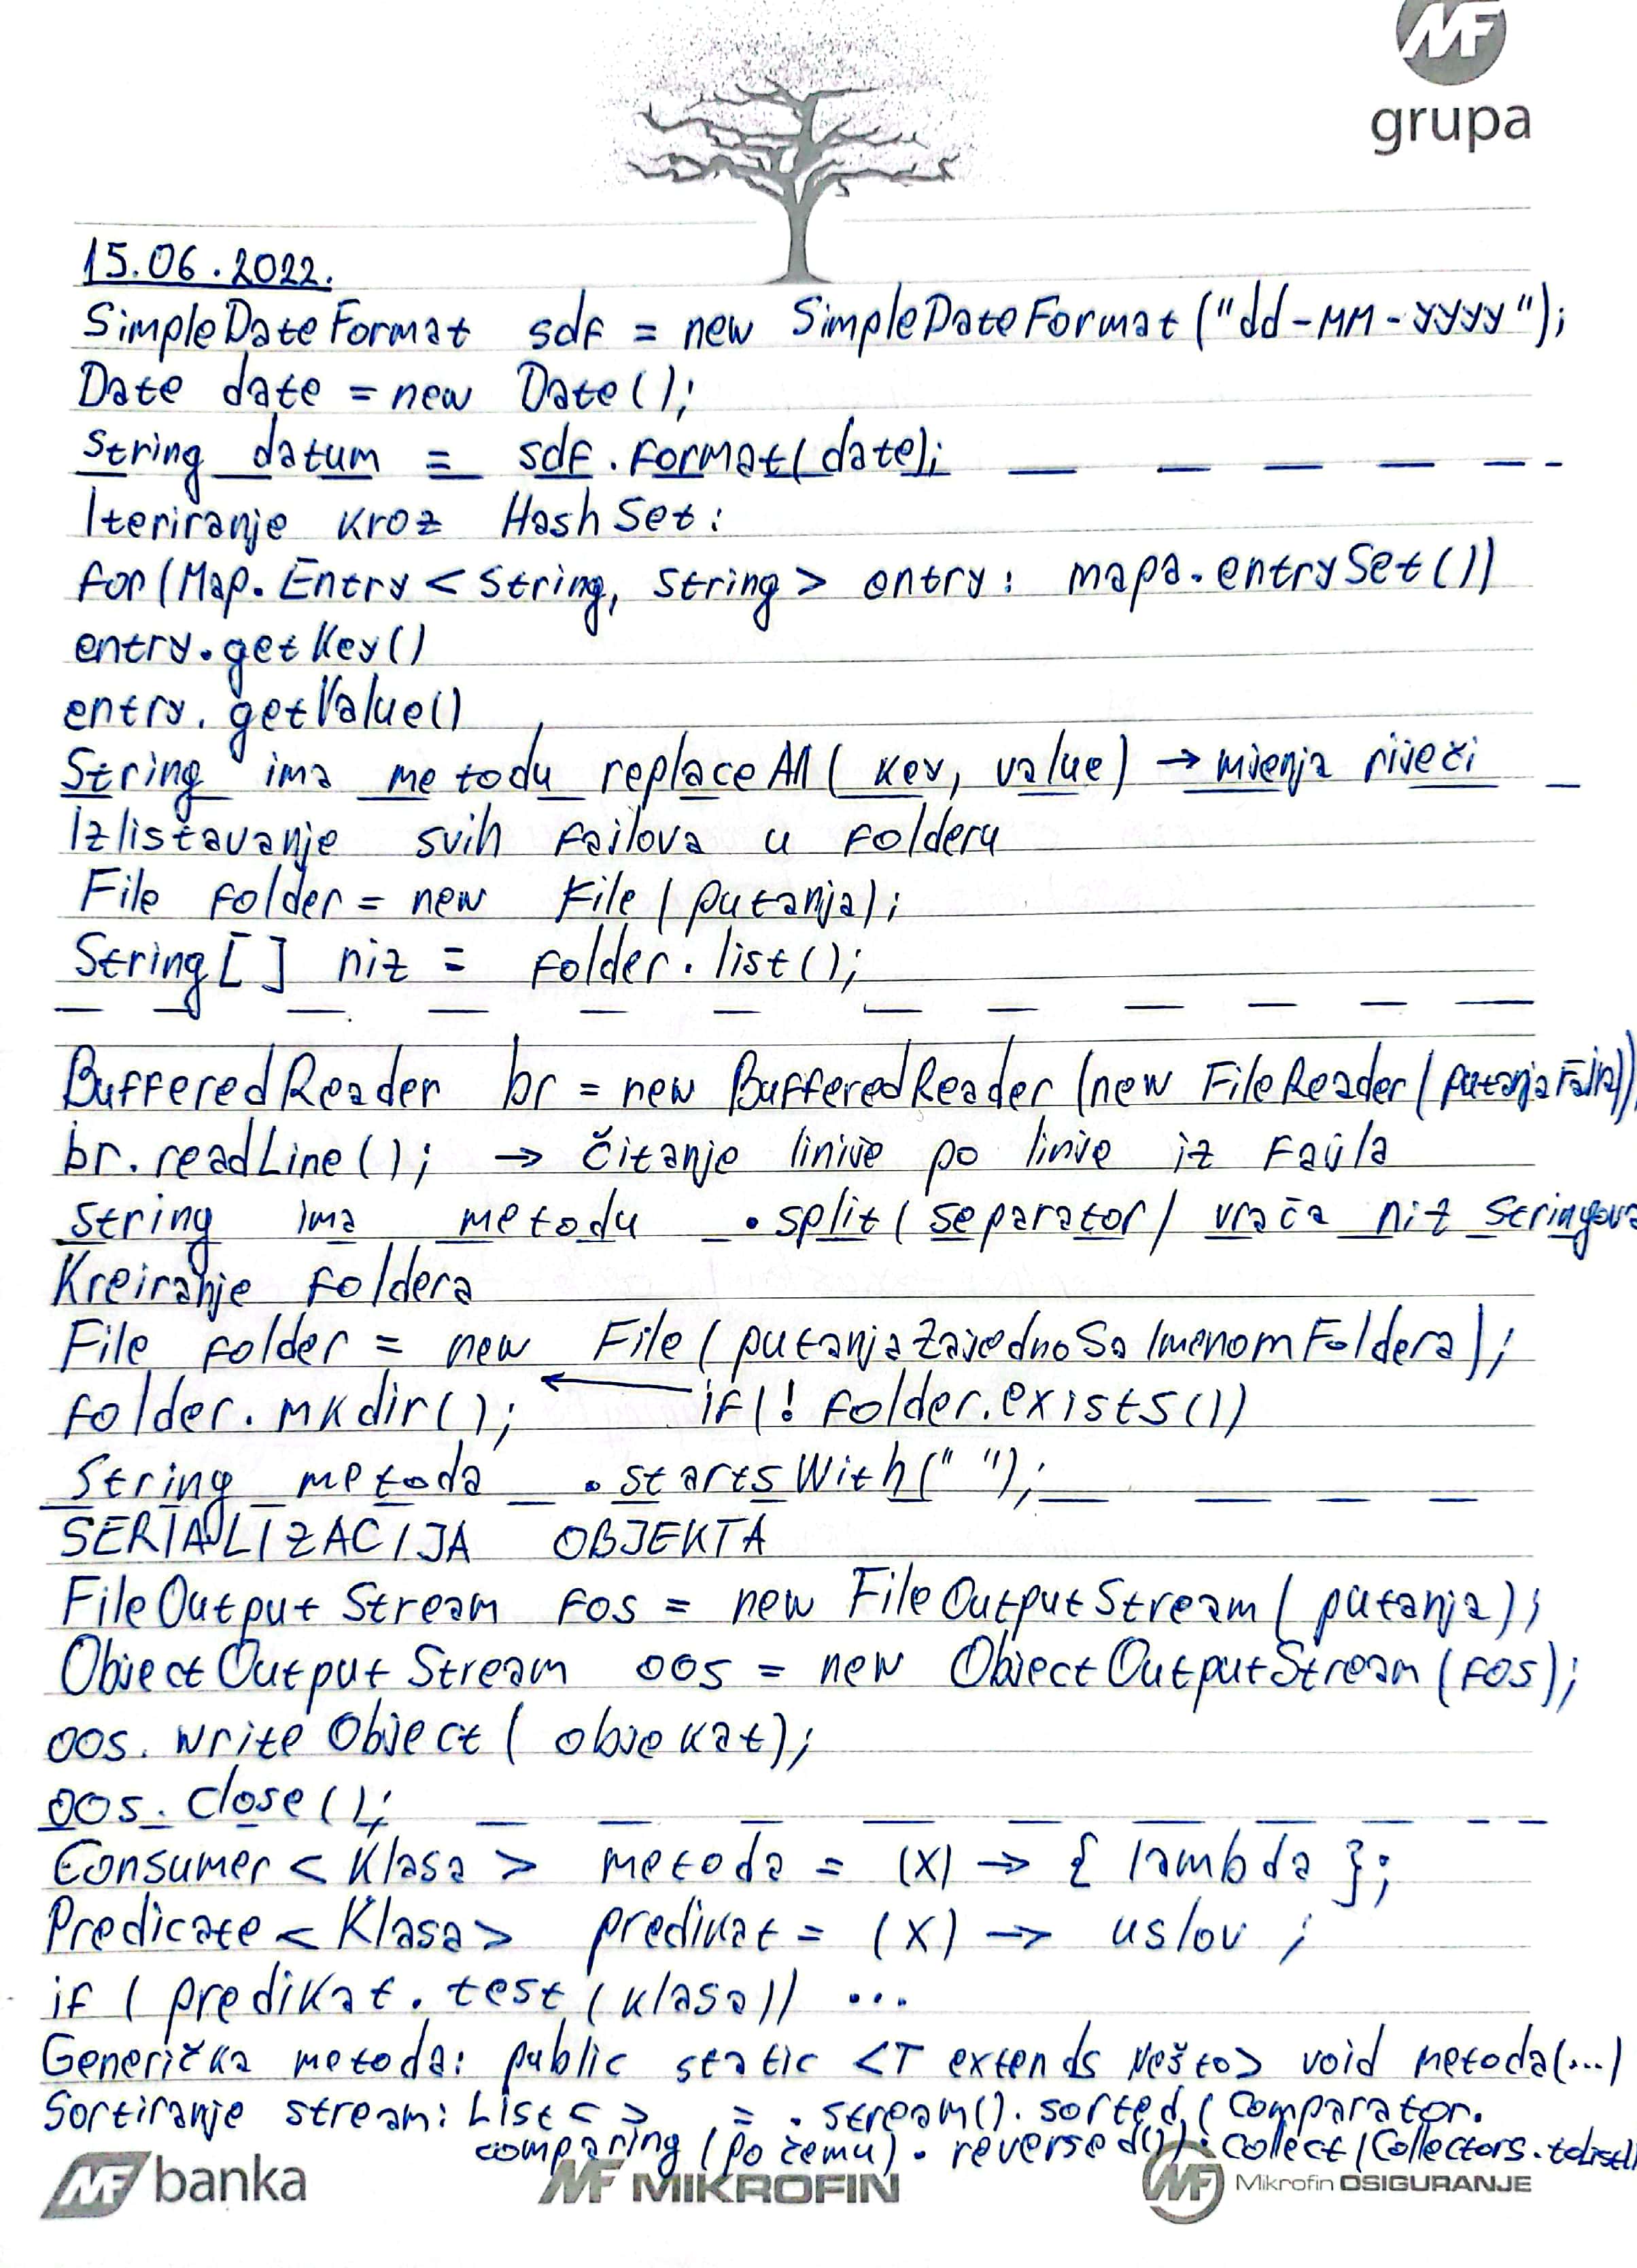 MF
grupa
15.06.2022.
SimpleDateFormat sdf = new SimpleDateFormat("dd-MM-yyyy");
Date date = new Date();
String datum = sdf.format(date);
Iteriranje kroz HashSet:
for(Map.Entry<String, String> entry: mapa.entrySet())
entry.getKey()
entry.getValue()
String ima metodu replaceAll(key, value) → mjenja riječi
Izlistavanje svih fajlova u folderu
File folder = new File(putanja);
String[] niz = folder.list();
BufferedReader br = new BufferedReader(new FileReader(putanjaFajla))
br.readLine(); → čitanje linije po linije iz fajla
String ima metodu .split(separator) vraća niz Stringova
Kreiranje foldera
File folder = new File(putanjaZajednoSaImenomFoldera);
folder.mkdir(); ← if(! folder.exists())
String metoda .startsWith(" ");
SERIJALIZACIJA OBJEKTA
FileOutputStream fos = new FileOutputStream(putanja);
ObjectOutputStream oos = new ObjectOutputStream(fos);
oos.writeObject(objekat);
oos.close();
Consumer<Klasa> metoda = (x) → { lambda };
Predicate<Klasa> predikat = (x) → uslov ;
if (predikat.test(klasa)) ...
Generička metoda: public static <T extends Nešto> void metoda(...)
Sortiranje stream: List< > = .stream().sorted(Comparator.
comparing(po čemu).reversed()).collect(Collectors.toList()
MF banka MF MIKROFIN MF Mikrofin OSIGURANJE